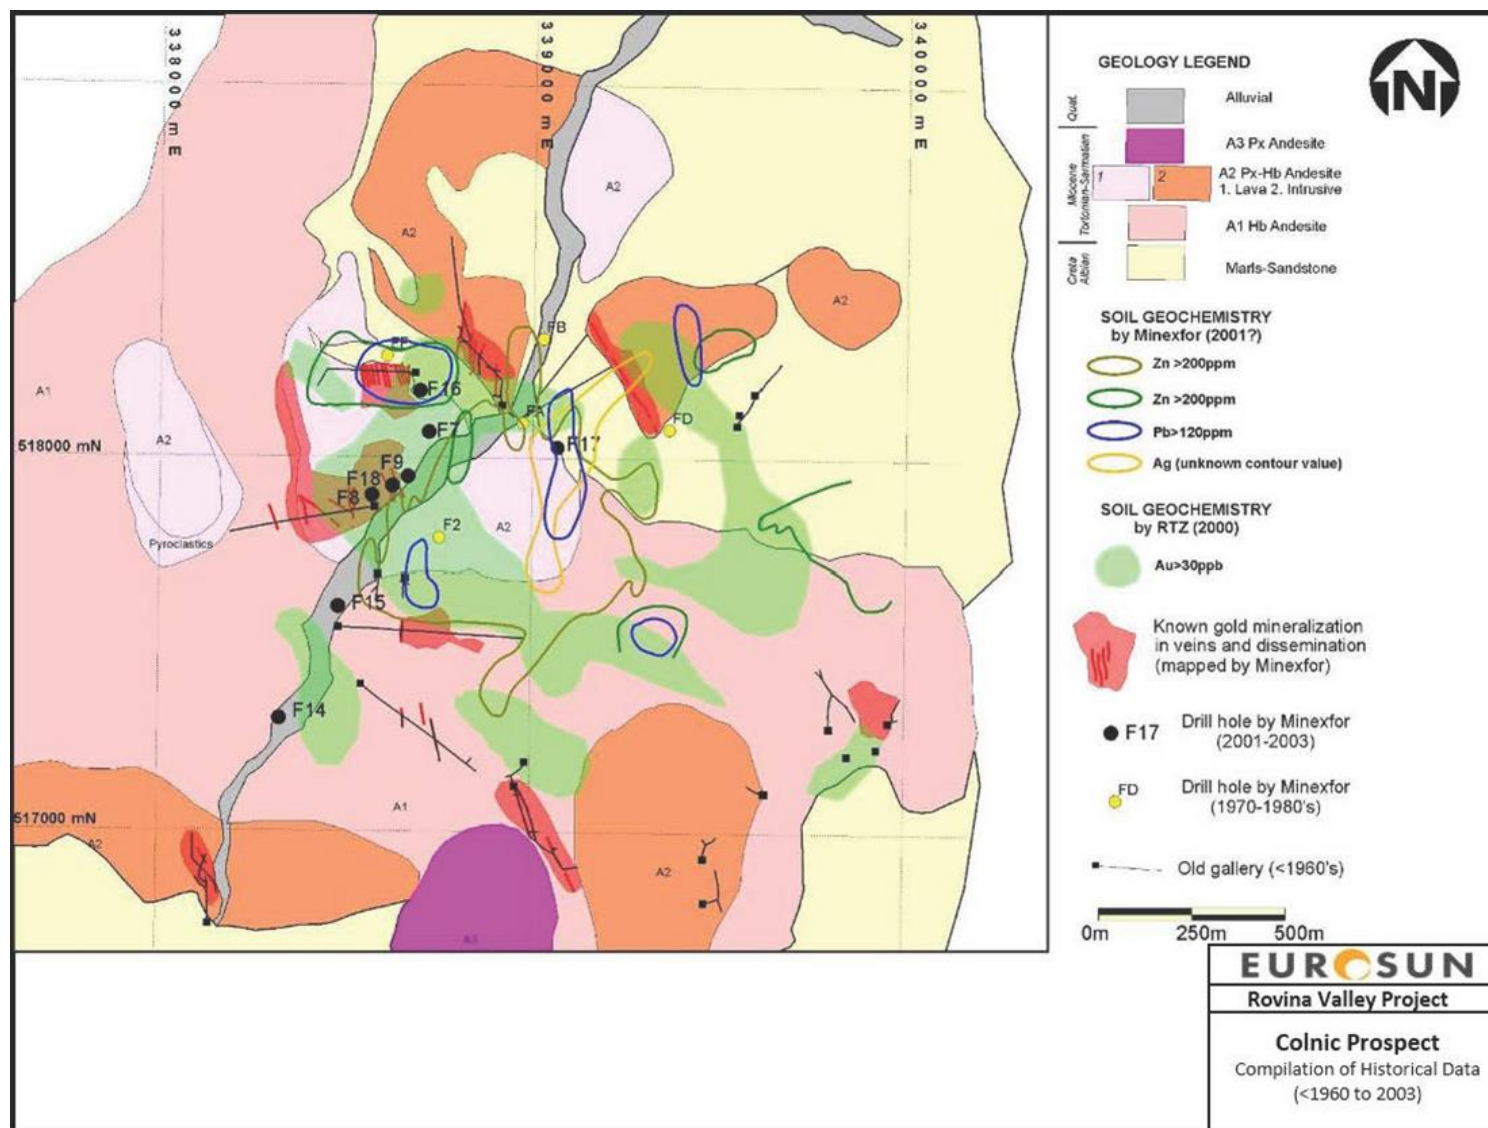 338000 m E
339000 m E
340000 m E
A2
A2
A2
A1
FB
F16
518000 mN
A2
FA
F7
F17
FD
F9
F18
F8
A2
F2
Pyroclastics
F15
F14
A1
517000 mN
A2
A2
A3
GEOLOGY LEGEND
Quat.
Alluvial
Miocene
Tortonian-Sarmatian
A3 Px Andesite
1
2
A2 Px-Hb Andesite
1. Lava 2. Intrusive
A1 Hb Andesite
Creta
Albian
Marls-Sandstone
N
SOIL GEOCHEMISTRY
by Minexfor (2001?)
Zn >200ppm
Zn >200ppm
Pb>120ppm
Ag (unknown contour value)
SOIL GEOCHEMISTRY
by RTZ (2000)
Au>30ppb
Known gold mineralization
in veins and dissemination
(mapped by Minexfor)
F17
Drill hole by Minexfor
(2001-2003)
FD
Drill hole by Minexfor
(1970-1980's)
Old gallery (<1960's)
0m 250m 500m
EUROSUN
Rovina Valley Project
Colnic Prospect
Compilation of Historical Data
(<1960 to 2003)